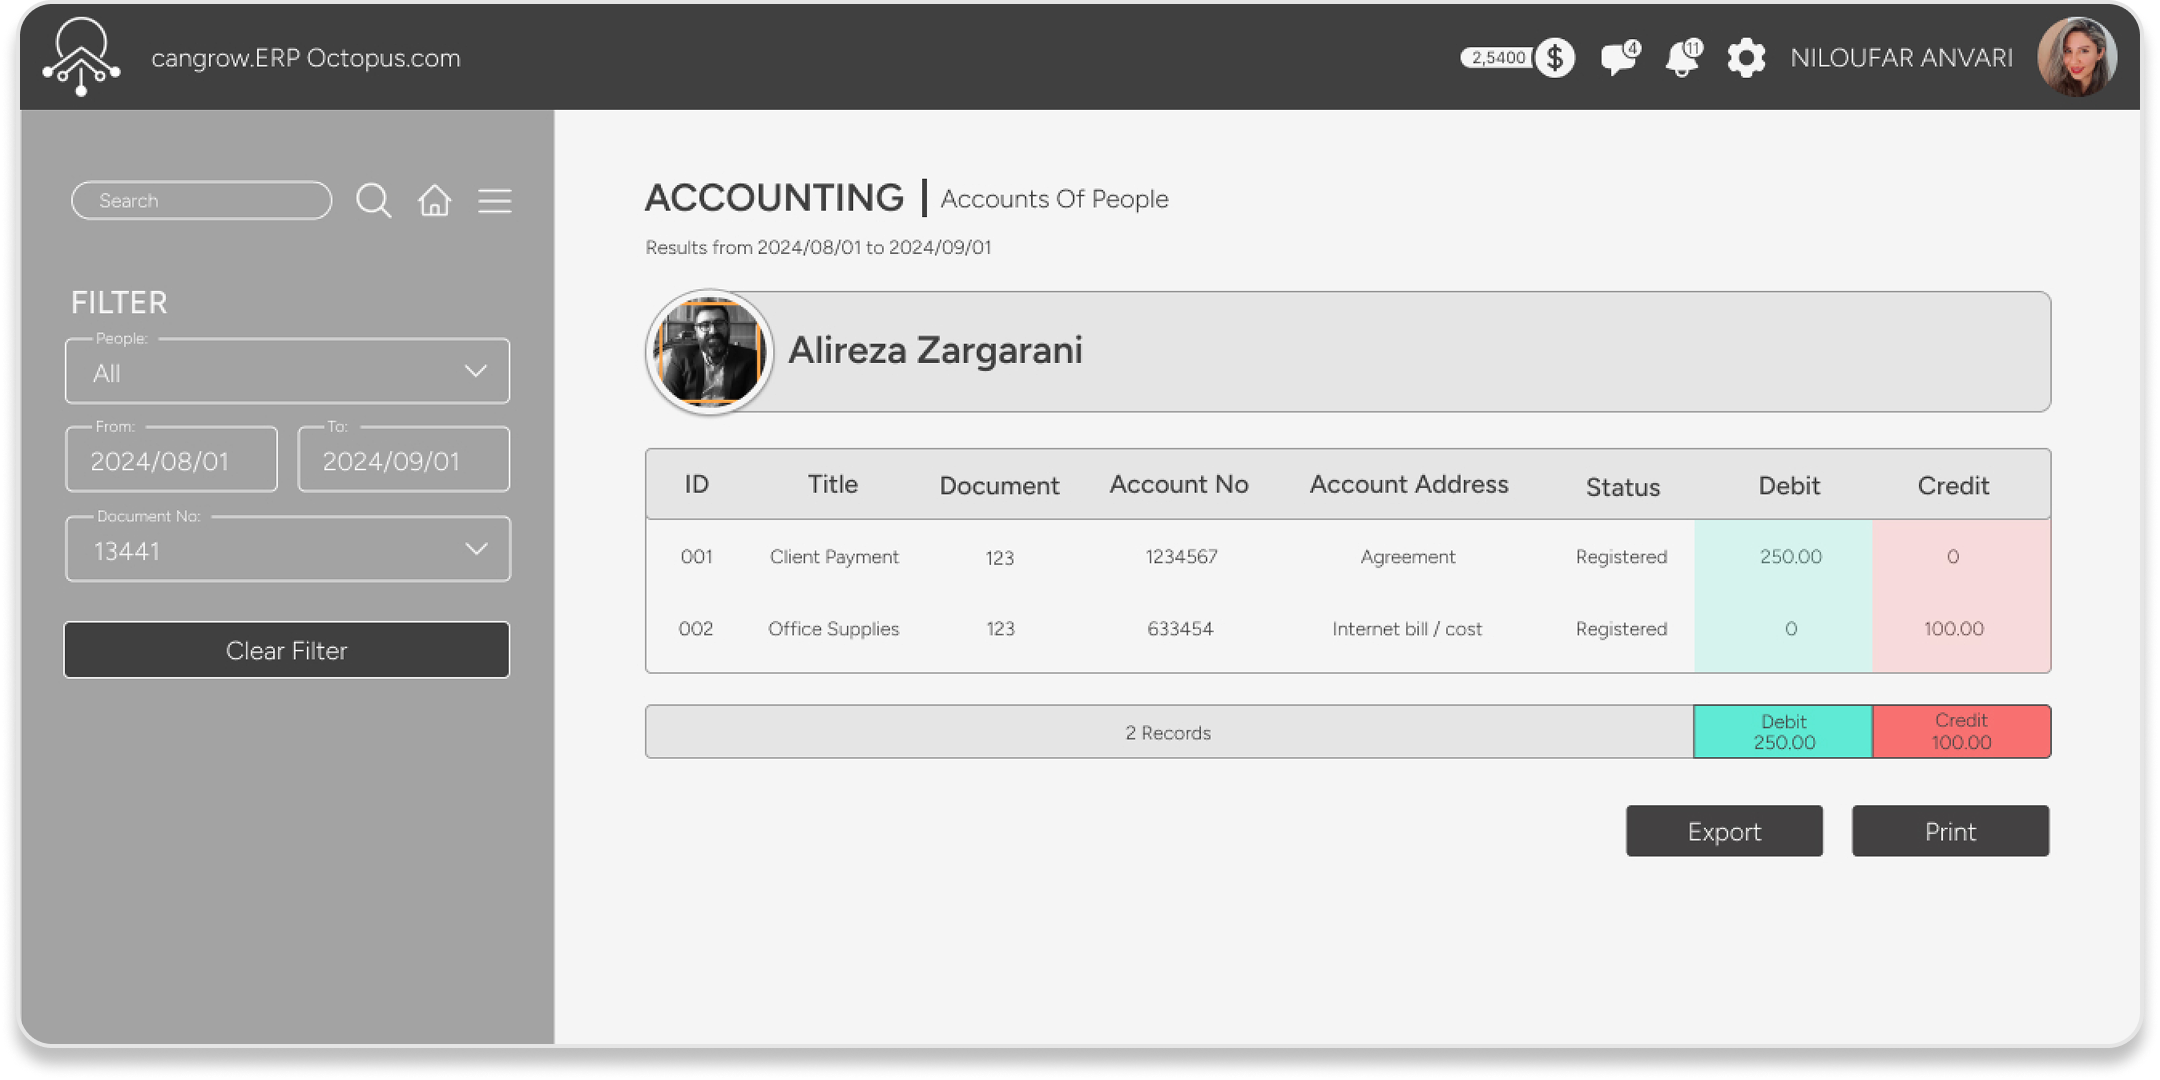 cangrow.ERP Octopus.com
2,5400
$
4
11
NILOUFAR ANVARI
Search
FILTER
People:
All
From:
2024/08/01
To:
2024/09/01
Document No:
13441
Clear Filter
ACCOUNTING | Accounts Of People
Results from 2024/08/01 to 2024/09/01
Alireza Zargarani
ID Title Document Account No Account Address Status Debit Credit
001 Client Payment 123 1234567 Agreement Registered 250.00 0
002 Office Supplies 123 633454 Internet bill / cost Registered 0 100.00
2 Records
Debit
250.00
Credit
100.00
Export
Print